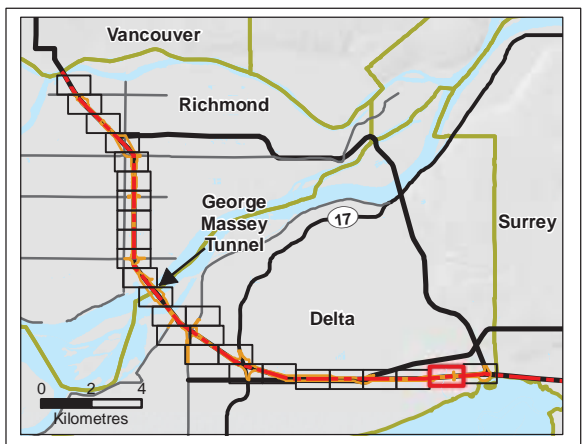 Vancouver
Richmond
George
Massey
Tunnel
17
Surrey
Delta
0 2 4
Kilometres